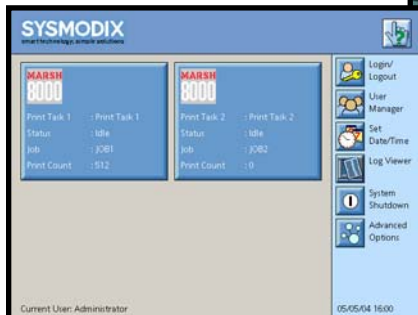 SYSMODIX
smart technology, simple solutions
MARSH
8000
Print Task 1 : Print Task 1
Status : Idle
Job : JOB1
Print Count : 512
MARSH
8000
Print Task 2 : Print Task 2
Status : Idle
Job : JOB2
Print Count : 0
Login/
Logout
User
Manager
Set
Date/Time
Log Viewer
System
Shutdown
Advanced
Options
Current User: Administrator
05/05/04 16:00